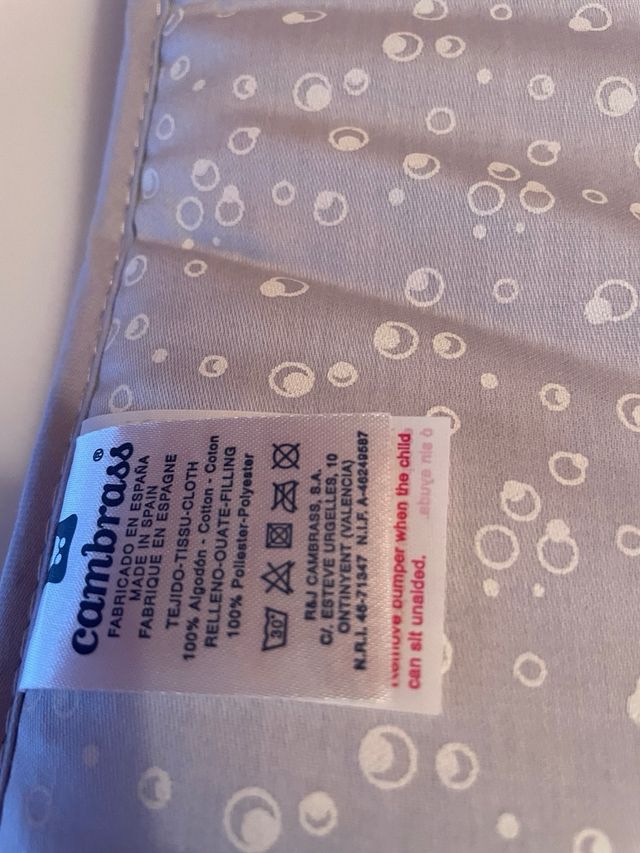 cambrass®
FABRICADO EN ESPAÑA
MADE IN SPAIN
FABRIQUE EN ESPAGNE
TEJIDO-TISSU-CLOTH
100% Algodón - Cotton - Coton
RELLENO-OUATE-FILLING
100% Poliester-Polyester
30°
R&J CAMBRASS, S.A.
C/. ESTEVE URGELLES, 10
ONTINYENT (VALENCIA)
N.R.I. 46-71347 N.I.F. A-46249587
Remove bumper when the child
can sit unaided.